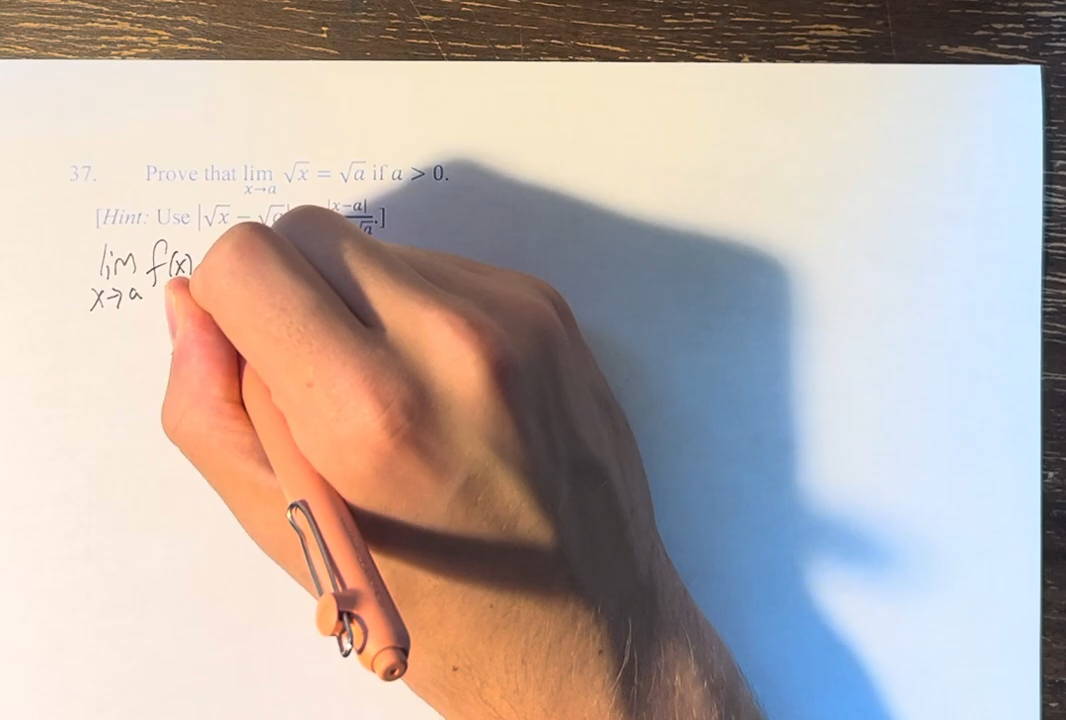 37. Prove that lim √x = √a if a > 0.
x→a
[Hint: Use |√x − √a| |x−a|
√a .]
lim f(x)
x→a